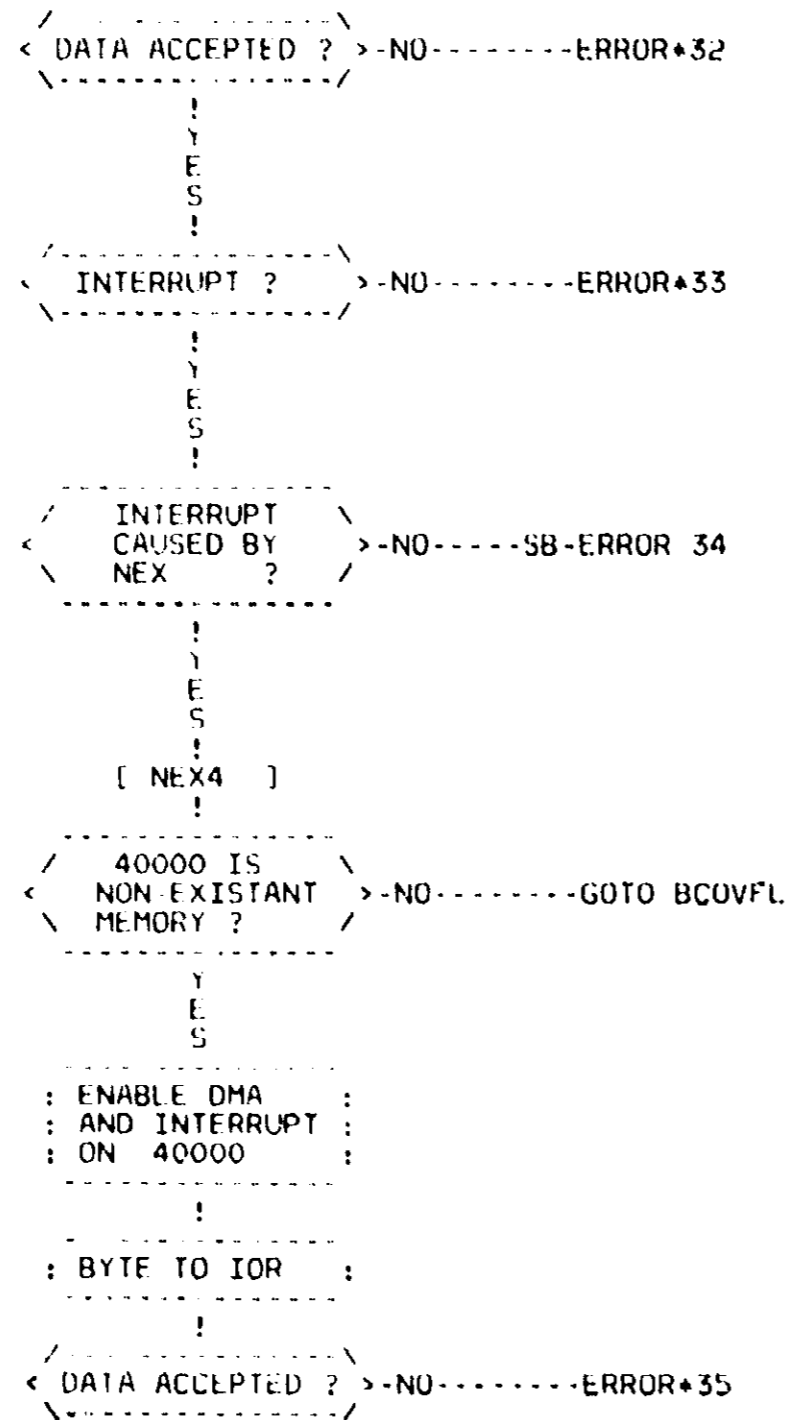 / - - - - - - - \
< DATA ACCEPTED ? >-NO--------ERROR+32
\---------------/
!
Y
E
S
!
/---------------\
< INTERRUPT ? >-NO--------ERROR+33
\---------------/
!
Y
E
S
!
----------------
/ INTERRUPT \
< CAUSED BY >-NO-----SB-ERROR 34
\ NEX ? /
----------------
!
Y
E
S
!
[ NEX4 ]
!
----------------
/ 40000 IS \
< NON-EXISTANT >-NO--------GOTO BCOVFL
\ MEMORY ? /
----------------
Y
E
S
----------------
: ENABLE DMA :
: AND INTERRUPT :
: ON 40000 :
----------------
!
----------------
: BYTE TO IOR :
----------------
!
/---------------\
< DATA ACCEPTED ? >-NO--------ERROR+35
\---------------/